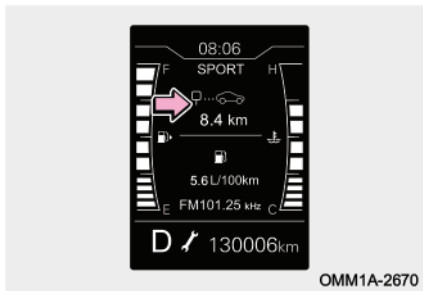 08:06
F SPORT H
8.4 km
5.6 L/100km
E FM101.25 kHz C
D 130006km
OMM1A-2670